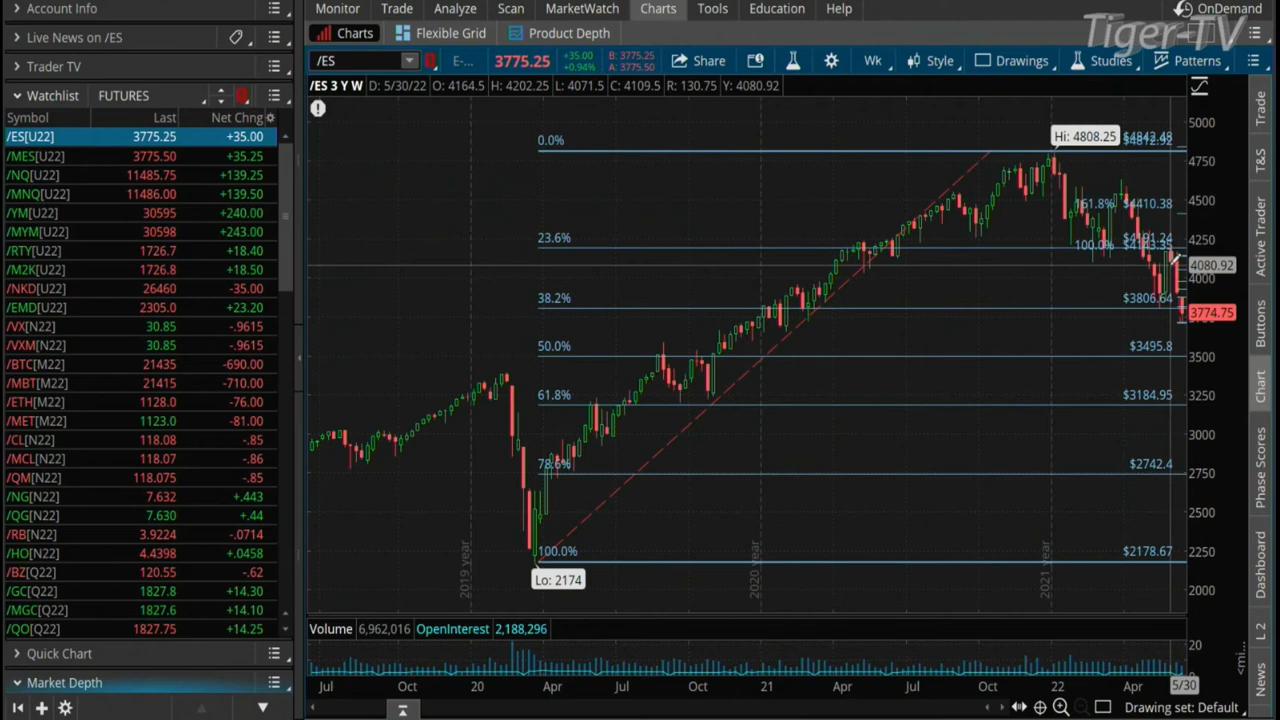 Account Info
Live News on /ES
Trader TV
Watchlist FUTURES
Symbol Last Net Chng
/ES[U22] 3775.25 +35.00
/MES[U22] 3775.50 +35.25
/NQ[U22] 11485.75 +139.25
/MNQ[U22] 11486.00 +139.50
/YM[U22] 30595 +240.00
/MYM[U22] 30598 +243.00
/RTY[U22] 1726.7 +18.40
/M2K[U22] 1726.8 +18.50
/NKD[U22] 26460 -35.00
/EMD[U22] 2305.0 +23.20
/VX[N22] 30.85 -.9615
/VXM[N22] 30.85 -.9615
/BTC[M22] 21435 -690.00
/MBT[M22] 21415 -710.00
/ETH[M22] 1128.0 -76.00
/MET[M22] 1123.0 -81.00
/CL[N22] 118.08 -.85
/MCL[N22] 118.07 -.86
/QM[N22] 118.075 -.85
/NG[N22] 7.632 +.443
/QG[N22] 7.630 +.44
/RB[N22] 3.9224 -.0714
/HO[N22] 4.4398 +.0458
/BZ[Q22] 120.55 -.62
/GC[Q22] 1827.8 +14.30
/MGC[Q22] 1827.6 +14.10
/QO[Q22] 1827.75 +14.25
Quick Chart
Market Depth
Monitor Trade Analyze Scan MarketWatch Charts Tools Education Help OnDemand
Tiger-TV
Charts Flexible Grid Product Depth
/ES E-... 3775.25 +35.00 +0.94% B: 3775.25 A: 3775.50 Share Wk Style Drawings Studies Patterns
/ES 3 Y W D: 5/30/22 O: 4164.5 H: 4202.25 L: 4071.5 C: 4109.5 R: 130.75 Y: 4080.92
5000
0.0% Hi: 4808.25
4750
161.8% $4410.38
4500
23.6%
4250
100.0%
4080.92
4000
38.2% $3806.64
3774.75
50.0% $3495.8
3500
61.8% $3184.95
3250
3000
78.6% $2742.4
2750
2500
100.0% $2178.67
2250
Lo: 2174
2000
2019 year 2020 year 2021 year
Volume 6,962,016 OpenInterest 2,188,296
20
10
0
Jul Oct 20 Apr Jul Oct 21 Apr Jul Oct 22 Apr 5/30
Drawing set: Default
Trade
T&S
Active Trader
Buttons
Chart
Phase Scores
Dashboard
L 2
News